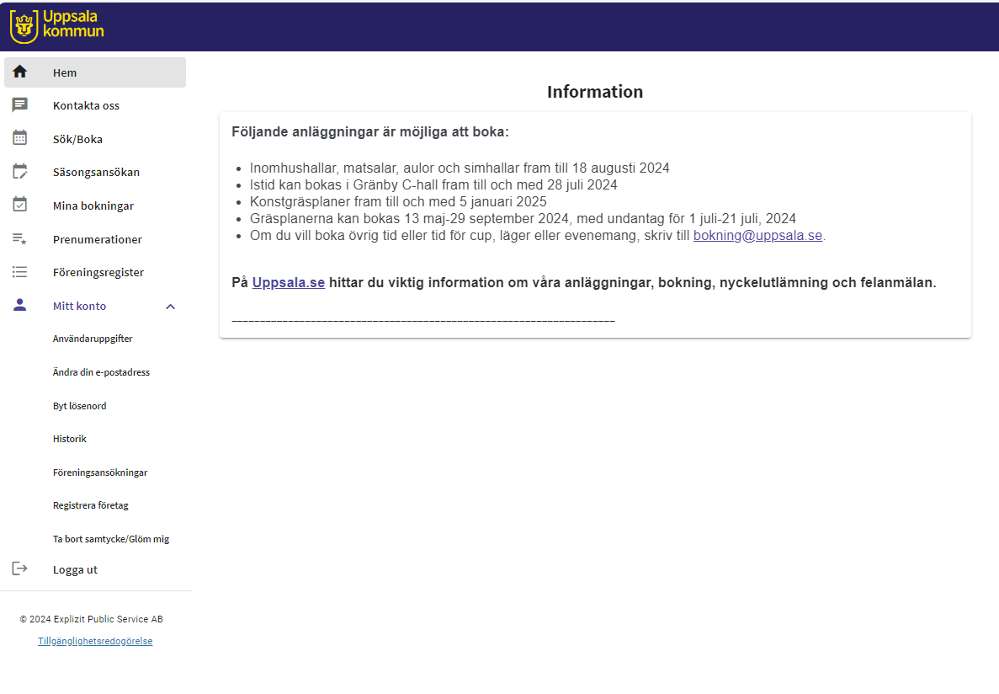 Uppsala
kommun
Hem
Kontakta oss
Sök/Boka
Säsongsansökan
Mina bokningar
Prenumerationer
Föreningsregister
Mitt konto
Användaruppgifter
Ändra din e-postadress
Byt lösenord
Historik
Föreningsansökningar
Registrera företag
Ta bort samtycke/Glöm mig
Logga ut
© 2024 Explizit Public Service AB
Tillgänglighetsredogörelse
Information
Följande anläggningar är möjliga att boka:
• Inomhushallar, matsalar, aulor och simhallar fram till 18 augusti 2024
• Istid kan bokas i Gränby C-hall fram till och med 28 juli 2024
• Konstgräsplaner fram till och med 5 januari 2025
• Gräsplanerna kan bokas 13 maj-29 september 2024, med undantag för 1 juli-21 juli, 2024
• Om du vill boka övrig tid eller tid för cup, läger eller evenemang, skriv till bokning@uppsala.se.
På Uppsala.se hittar du viktig information om våra anläggningar, bokning, nyckelutlämning och felanmälan.
____________________________________________________________________